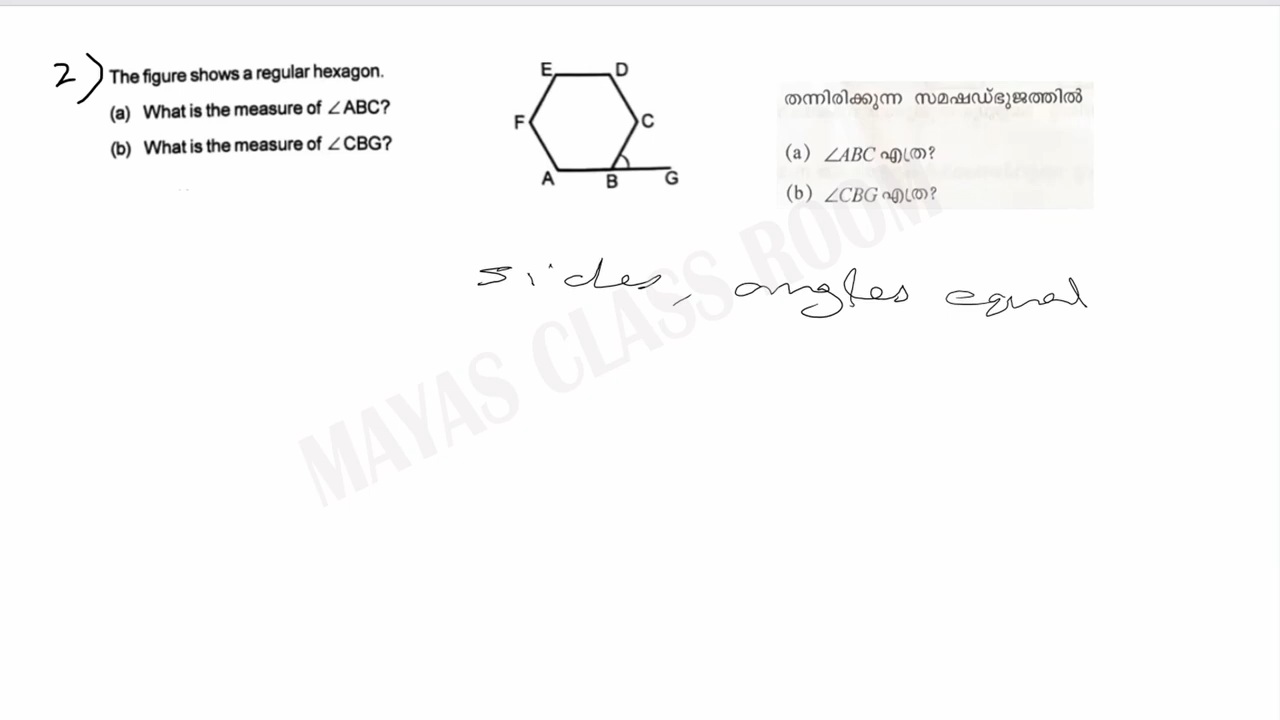 2) The figure shows a regular hexagon.
(a) What is the measure of ∠ABC?
(b) What is the measure of ∠CBG?
E D
F C
A B G
തന്നിരിക്കുന്ന സമഷഡ്ഭുജത്തിൽ
(a) ∠ABC എത്ര?
(b) ∠CBG എത്ര?
sides, angles equal
MAYAS CLASS ROOM